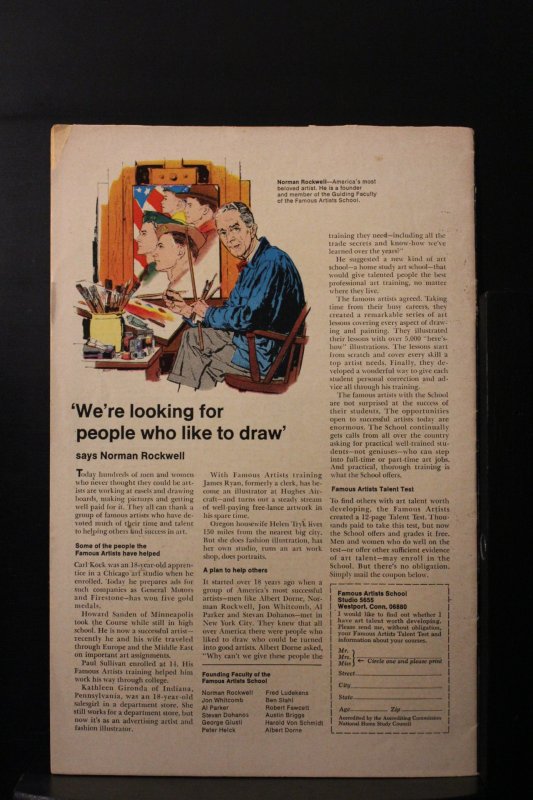 Norman Rockwell—America's most
beloved artist. He is a founder
and member of the Guiding Faculty
of the Famous Artists School.
'We're looking for
people who like to draw'
says Norman Rockwell
Today hundreds of men and women
who never thought they could be art-
ists are working at easels and drawing
boards, making pictures and getting
well paid for it. They all can thank a
group of famous artists who have de-
voted much of their time and talent
to helping others find success in art.
Some of the people the
Famous Artists have helped
Carl Kock was an 18-year-old appren-
tice in a Chicago art studio when he
enrolled. Today he prepares ads for
such companies as General Motors
and Firestone—has won five gold
medals.
Howard Sanden of Minneapolis
took the Course while still in high
school. He is now a successful artist—
recently he and his wife traveled
through Europe and the Middle East
on important art assignments.
Paul Sullivan enrolled at 14. His
Famous Artists training helped him
work his way through college.
Kathleen Gironda of Indiana,
Pennsylvania, was an 18-year-old
salesgirl in a department store. She
still works for a department store, but
now it's as an advertising artist and
fashion illustrator.
With Famous Artists training
James Ryan, formerly a clerk, has be-
come an illustrator at Hughes Air-
craft—and turns out a steady stream
of well-paying free-lance artwork in
his spare time.
Oregon housewife Helen Tryk lives
150 miles from the nearest big city.
But she does fashion illustration, has
her own studio, runs an art work
shop, does portraits.
A plan to help others
It started over 18 years ago when a
group of America's most successful
artists—men like Albert Dorne, Nor-
man Rockwell, Jon Whitcomb, Al
Parker and Stevan Dohanos—met in
New York City. They knew that all
over America there were people who
liked to draw who could be turned
into good artists. Albert Dorne asked,
"Why can't we give these people the
Founding Faculty of the
Famous Artists School
Norman Rockwell
Jon Whitcomb
Al Parker
Stevan Dohanos
George Giusti
Peter Helck
Fred Ludekens
Ben Stahl
Robert Fawcett
Austin Briggs
Harold Von Schmidt
Albert Dorne
training they need—including all the
trade secrets and know-how we've
learned over the years?"
He suggested a new kind of art
school—a home study art school—that
would give talented people the best
professional art training, no matter
where they live.
The famous artists agreed. Taking
time from their busy careers, they
created a remarkable series of art
lessons covering every aspect of draw-
ing and painting. They illustrated
their lessons with over 5,000 "here's-
how" illustrations. The lessons start
from scratch and cover every skill a
top artist needs. Finally, they de-
veloped a wonderful way to give each
student personal correction and ad-
vice all through his training.
The famous artists with the School
are not surprised at the success of
their students. The opportunities
open to successful artists today are
enormous. The School continually
gets calls from all over the country
asking for practical well-trained stu-
dents—not geniuses—who can step
into full-time or part-time art jobs.
And practical, thorough training is
what the School offers.
Famous Artists Talent Test
To find others with art talent worth
developing, the Famous Artists
created a 12-page Talent Test. Thou-
sands paid to take this test, but now
the School offers and grades it free.
Men and women who do well on the
test—or offer other sufficient evidence
of art talent—may enroll in the
School. But there's no obligation.
Simply mail the coupon below.
Famous Artists School
Studio 5655
Westport, Conn. 06880
I would like to find out whether I
have art talent worth developing.
Please send me, without obligation,
your Famous Artists Talent Test and
information about your courses.
Mr.
Mrs.
Miss
← Circle one and please print
Street
City
State
Age Zip
Accredited by the Accrediting Commission
National Home Study Council